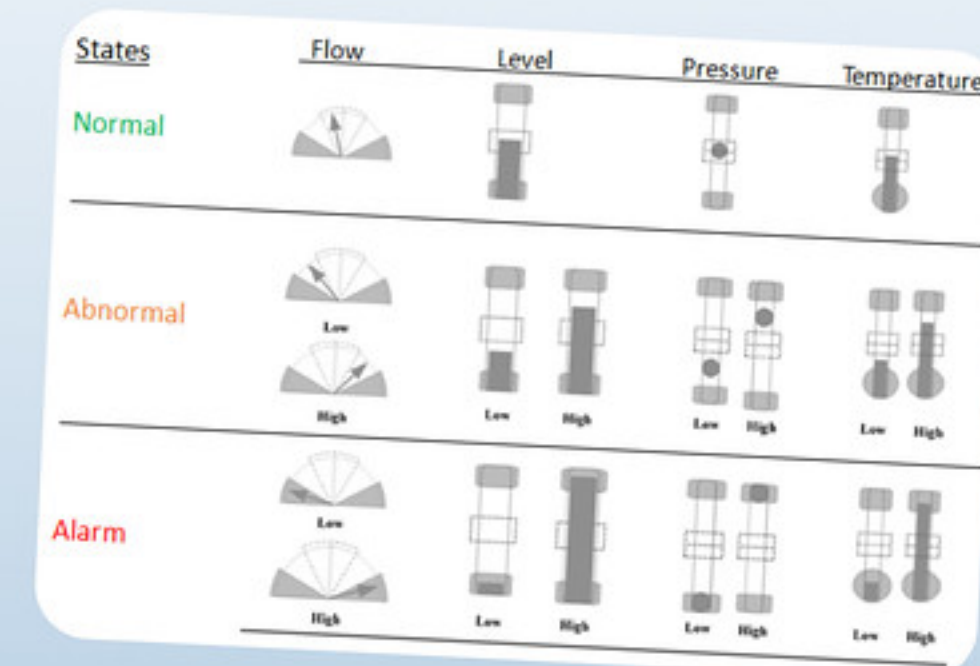 States Flow Level Pressure Temperature
Normal
Abnormal
Low
High
Low High Low High Low High
Alarm
Low
High
Low High Low High Low High